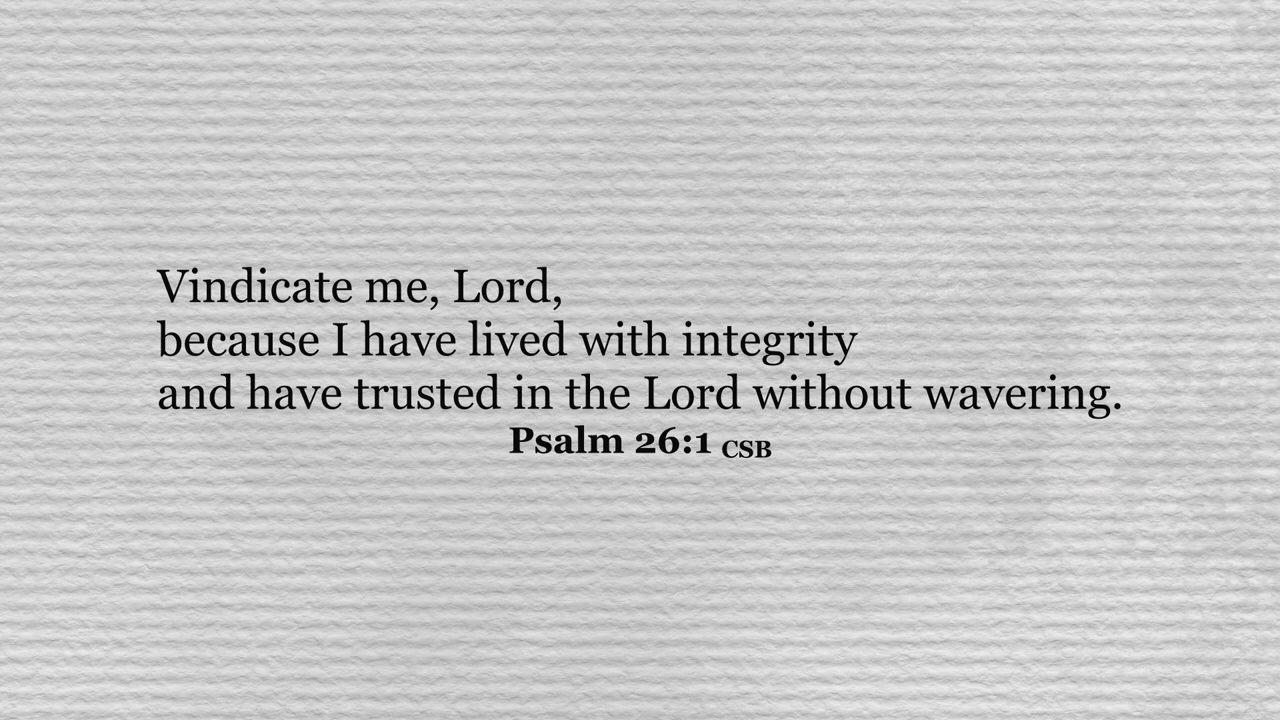 Vindicate me, Lord,
because I have lived with integrity
and have trusted in the Lord without wavering.
Psalm 26:1 CSB